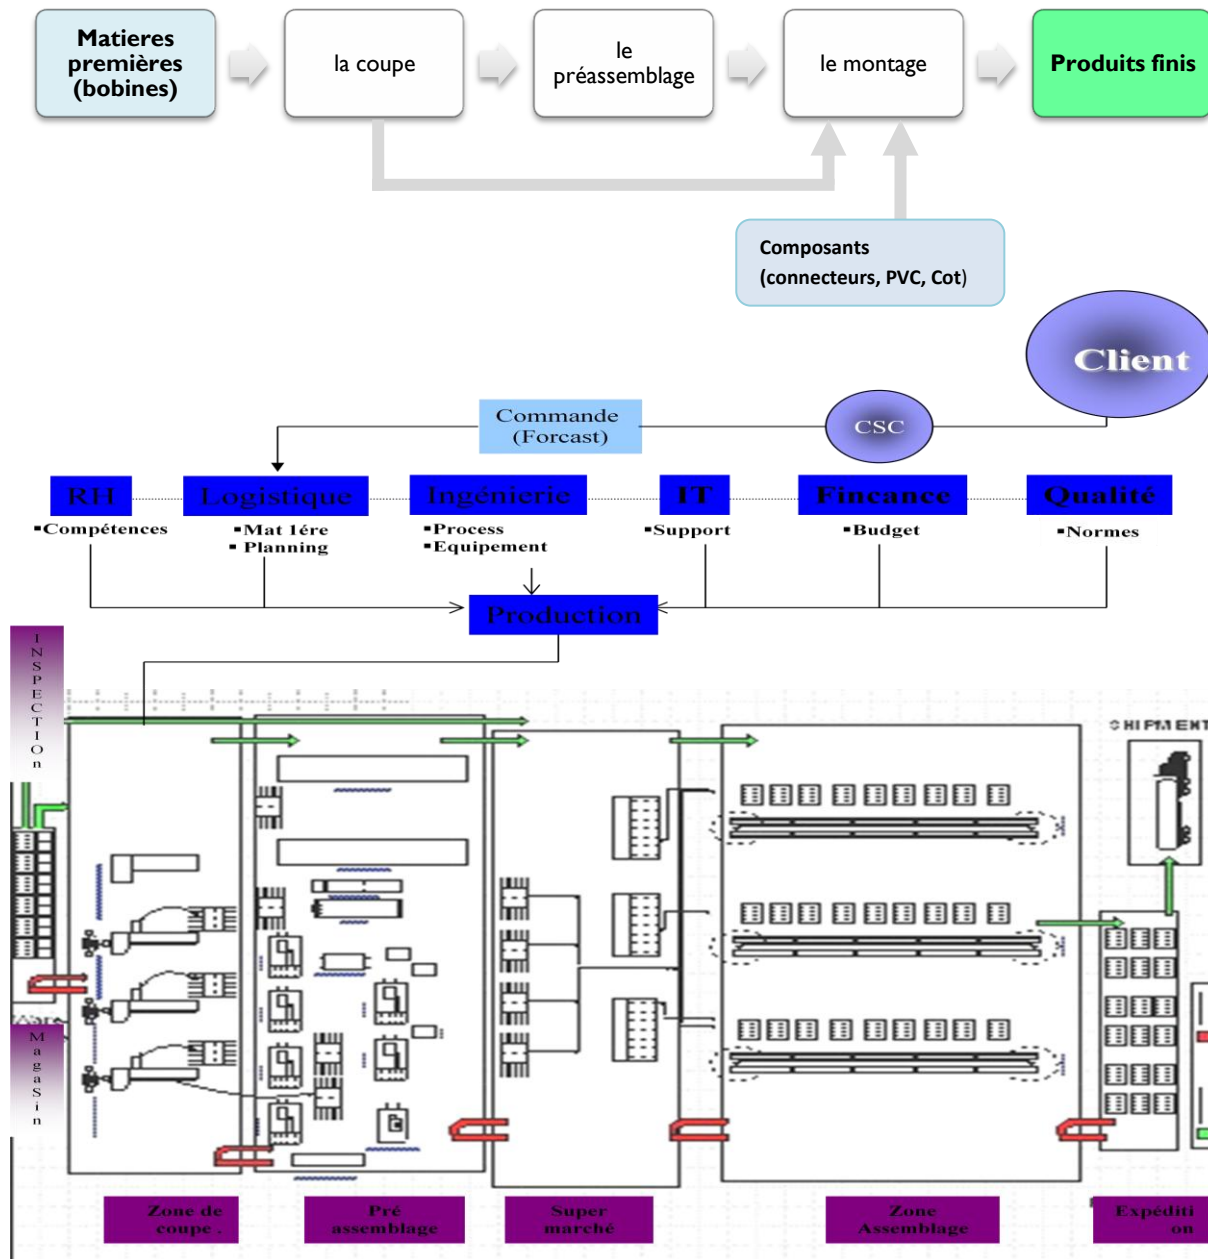 Matieres
premières
(bobines)
la coupe
le
préassemblage
le montage
Produits finis
Composants
(connecteurs, PVC, Cot)
Client
Commande
(Forcast)
CSC
RH
Logistique
Ingénierie
IT
Fincance
Qualité
▪Compétences
▪Mat 1ére
▪ Planning
▪Process
▪Equipement
▪Support
▪Budget
▪Normes
Production
INSPECTIOn
HIPMENT
MagaSin
Zone de
coupe .
Pré
assemblage
Super
marché
Zone
Assemblage
Expéditi
on